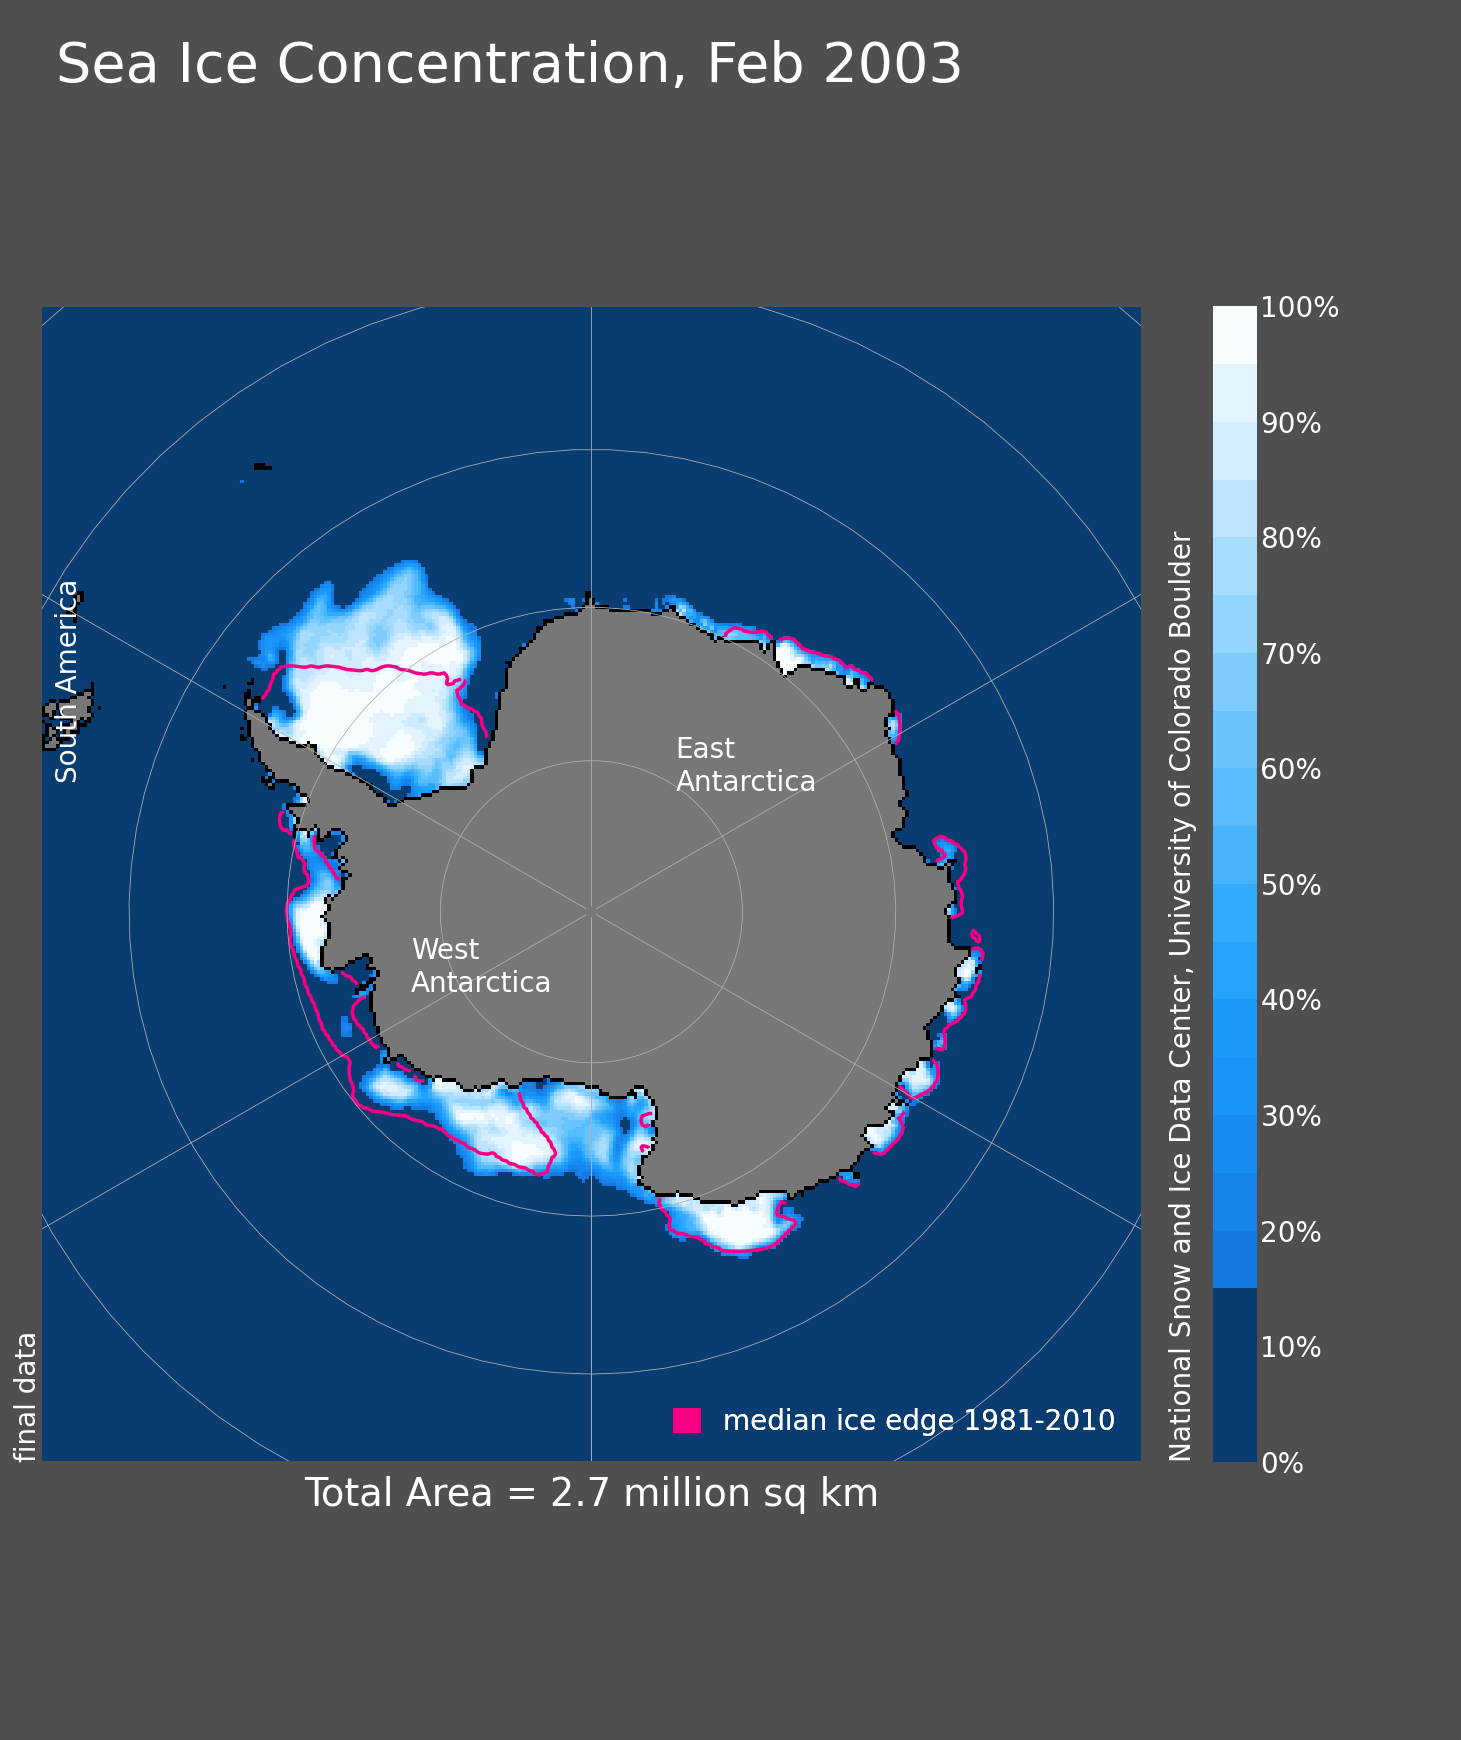 Sea Ice Concentration, Feb 2003
South America
East
Antarctica
West
Antarctica
final data
median ice edge 1981-2010
Total Area = 2.7 million sq km
National Snow and Ice Data Center, University of Colorado Boulder
100%
90%
80%
70%
60%
50%
40%
30%
20%
10%
0%